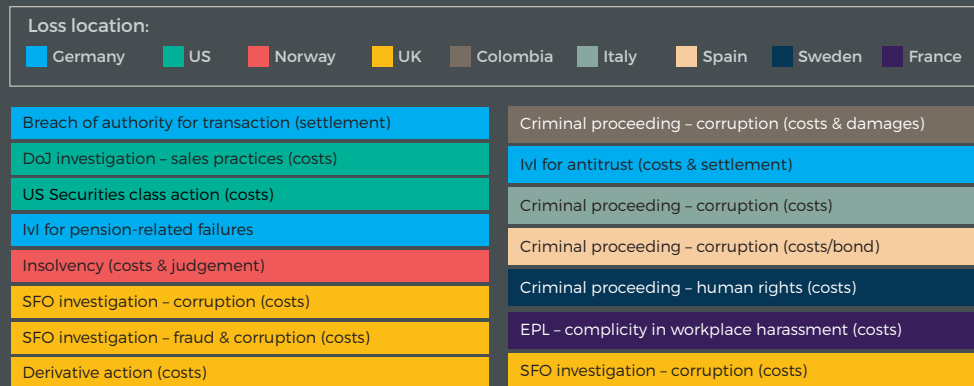 Loss location:
Germany US Norway UK Colombia Italy Spain Sweden France
Breach of authority for transaction (settlement)
DoJ investigation – sales practices (costs)
US Securities class action (costs)
IvI for pension-related failures
Insolvency (costs & judgement)
SFO investigation – corruption (costs)
SFO investigation – fraud & corruption (costs)
Derivative action (costs)
Criminal proceeding – corruption (costs & damages)
IvI for antitrust (costs & settlement)
Criminal proceeding – corruption (costs)
Criminal proceeding – corruption (costs/bond)
Criminal proceeding – human rights (costs)
EPL – complicity in workplace harassment (costs)
SFO investigation – corruption (costs)